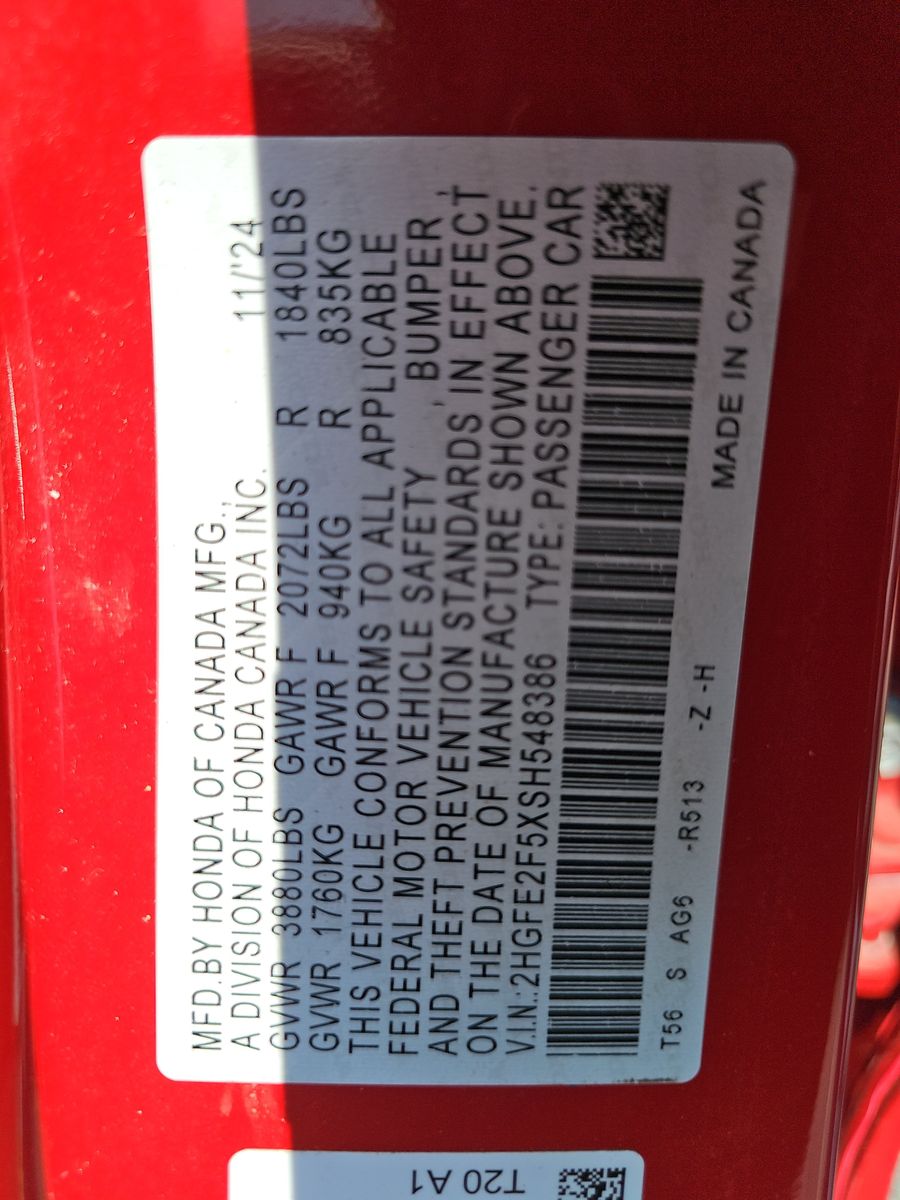 MFD.BY HONDA OF CANADA MFG.,
A DIVISION OF HONDA CANADA INC. 11/'24
GVWR 3880LBS GAWR F 2072LBS R 1840LBS
GVWR 1760KG GAWR F 940KG R 835KG
THIS VEHICLE CONFORMS TO ALL APPLICABLE
FEDERAL MOTOR VEHICLE SAFETY , BUMPER ,
AND THEFT PREVENTION STANDARDS IN EFFECT
ON THE DATE OF MANUFACTURE SHOWN ABOVE.
V.I.N.:2HGFE2F5XSH548386 TYPE: PASSENGER CAR
T56 S AG6 -R513 -Z -H
MADE IN CANADA
T20 A1